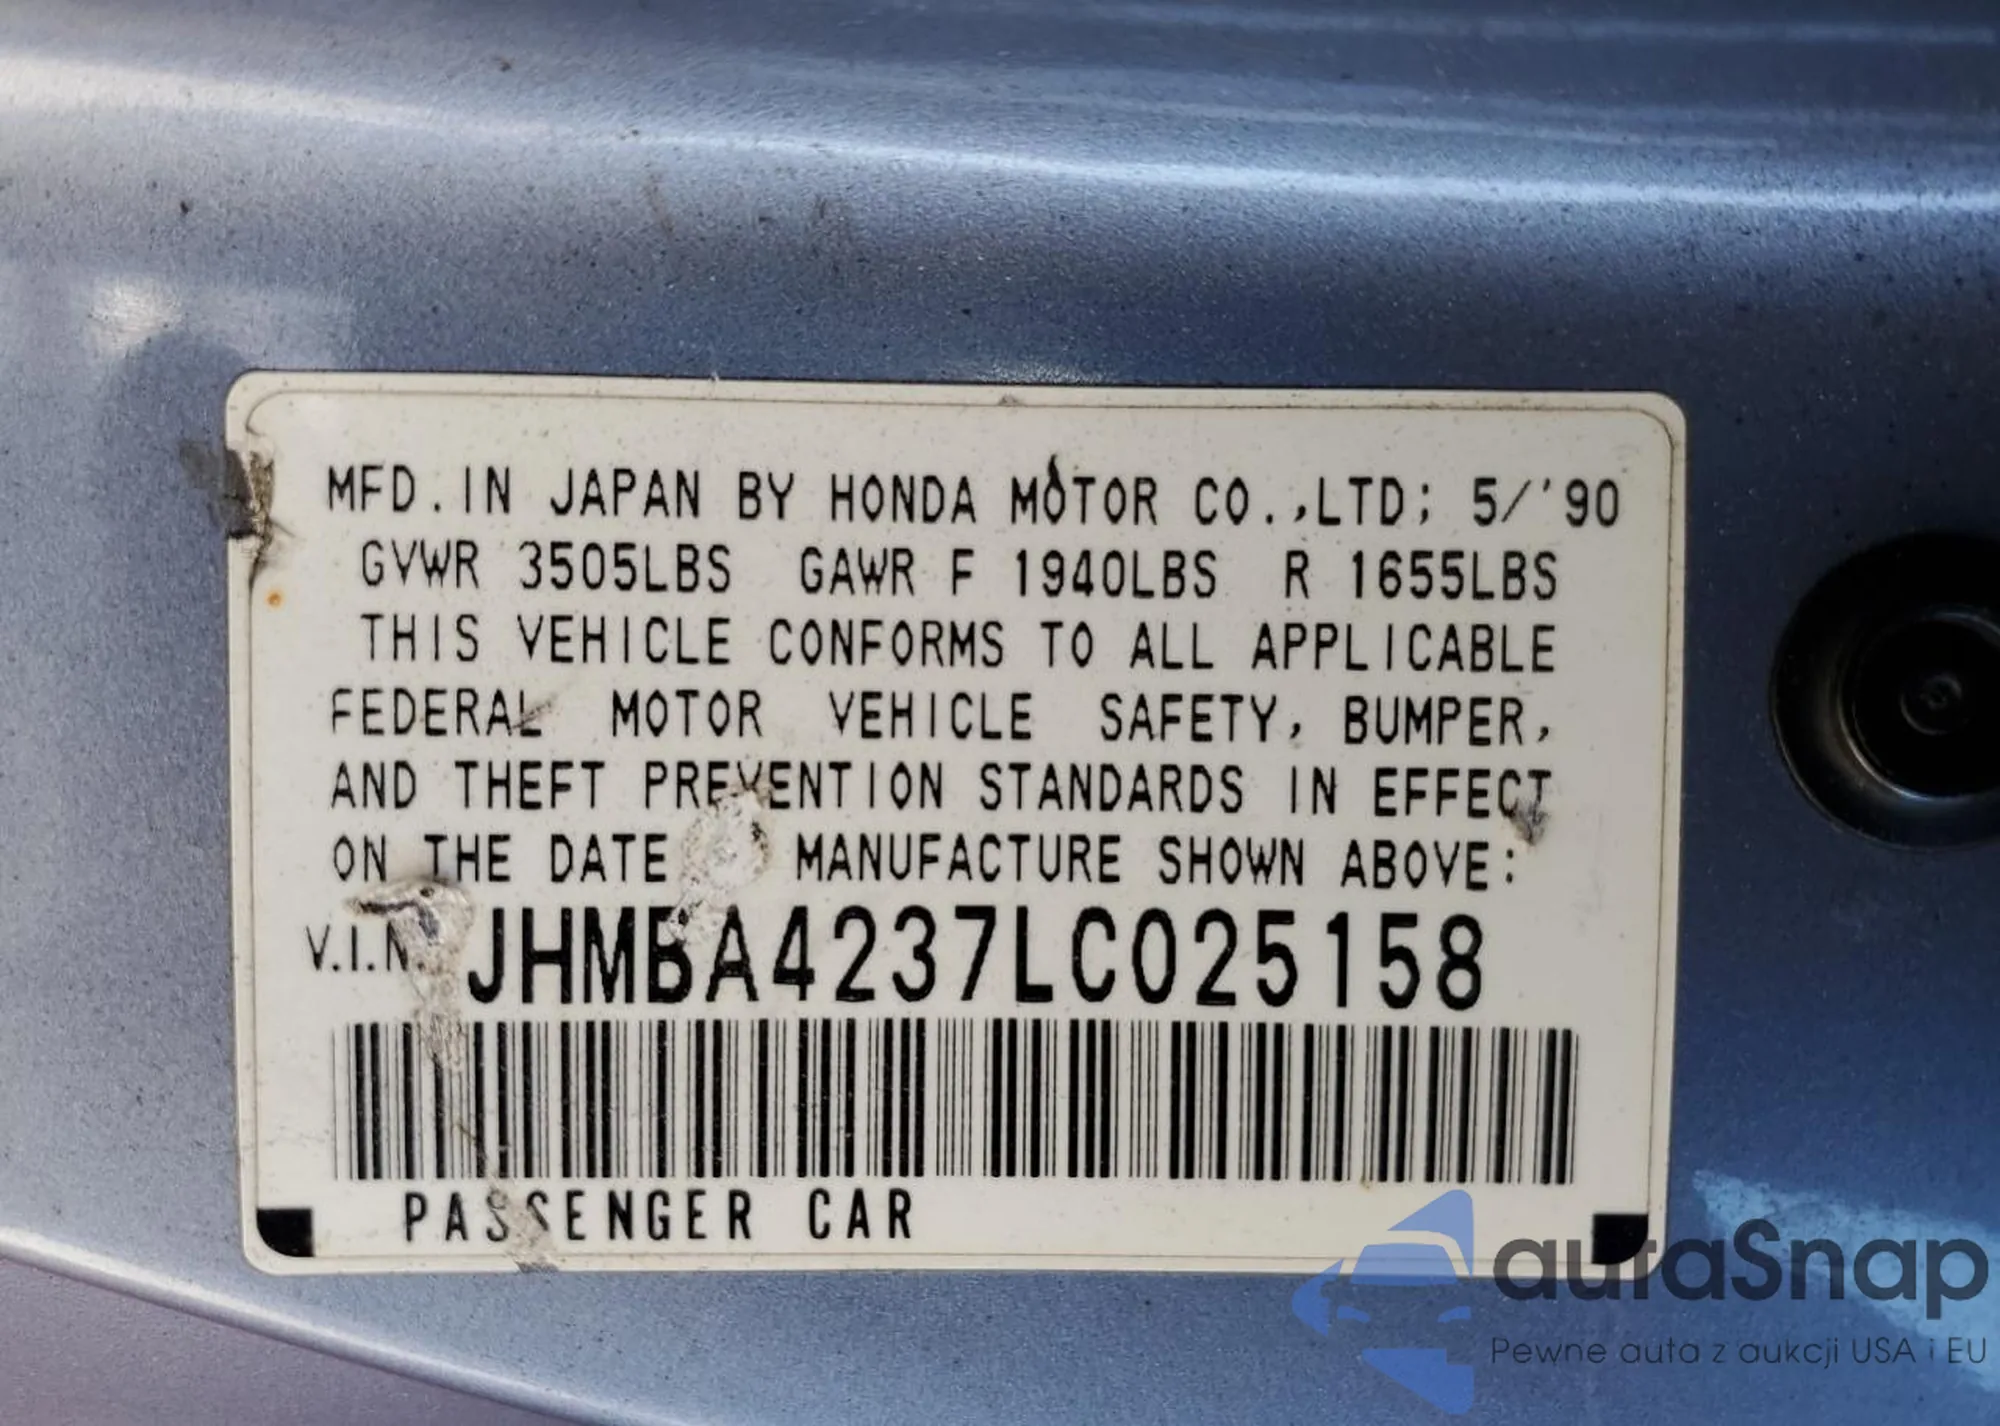 MFD. IN JAPAN BY HONDA MOTOR CO.,LTD; 5/'90
GVWR 3505LBS GAWR F 1940LBS R 1655LBS
THIS VEHICLE CONFORMS TO ALL APPLICABLE
FEDERAL MOTOR VEHICLE SAFETY, BUMPER,
AND THEFT PREVENTION STANDARDS IN EFFECT
ON THE DATE MANUFACTURE SHOWN ABOVE:
V.I.N. JHMBA4237LC025158
PASSENGER CAR
autaSnap
Pewne auta z aukcji USA i EU